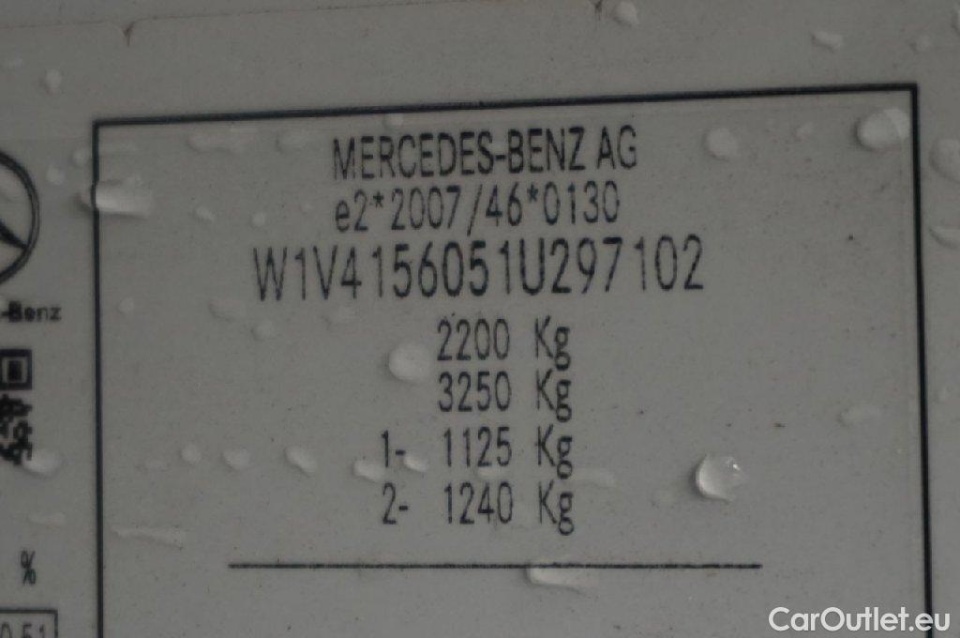 MERCEDES-BENZ AG
e2*2007/46*0130
W1V4156051U297102
-Benz
2200 Kg
3250 Kg
1- 1125 Kg
2- 1240 Kg
%
CarOutlet.eu